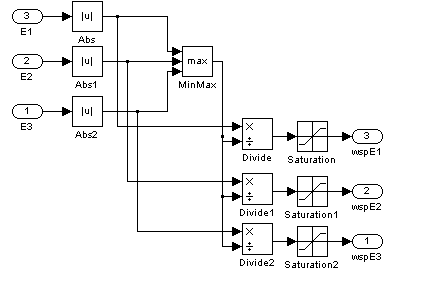 3
E1
|u|
Abs
2
E2
|u|
Abs1
1
E3
|u|
Abs2
max
MinMax
×
÷
Divide
Saturation
3
wspE1
×
÷
Divide1
Saturation1
2
wspE2
×
÷
Divide2
Saturation2
1
wspE3